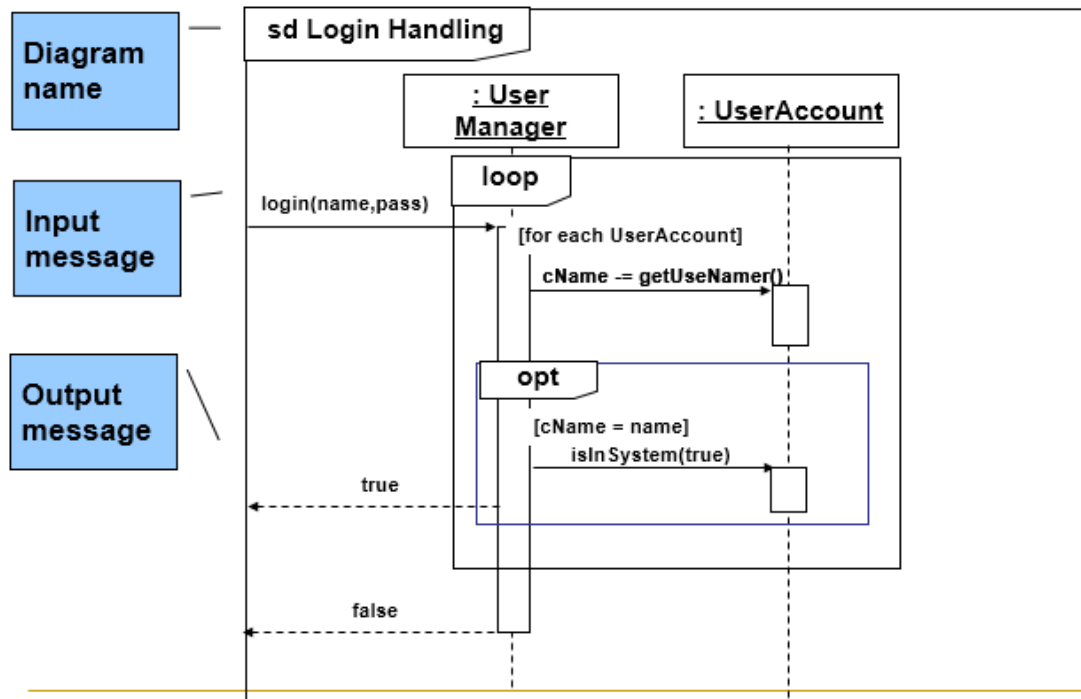 Diagram
name
sd Login Handling
: User
Manager
: UserAccount
loop
Input
message
login(name,pass)
[for each UserAccount]
cName -= getUseNamer()
Output
message
opt
[cName = name]
isInSystem(true)
true
false